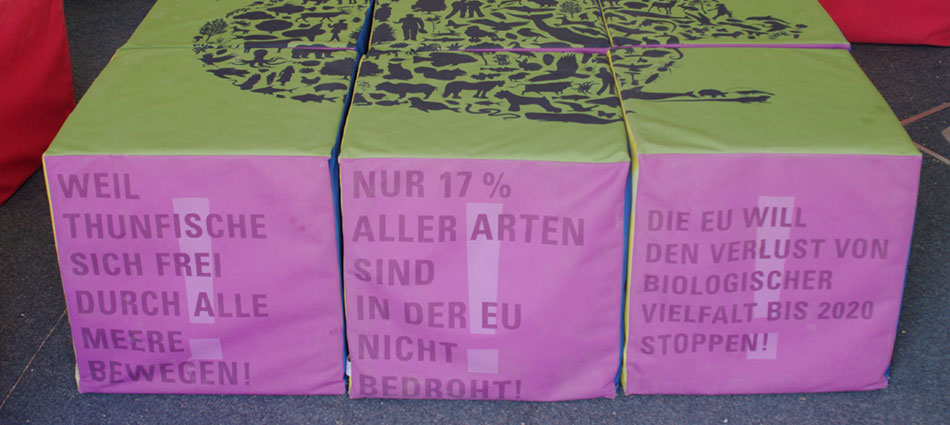 WEIL
THUNFISCHE
SICH FREI
DURCH ALLE
MEERE
BEWEGEN!
NUR 17 %
ALLER ARTEN
SIND
IN DER EU
NICHT
BEDROHT!
DIE EU WILL
DEN VERLUST VON
BIOLOGISCHER
VIELFALT BIS 2020
STOPPEN!